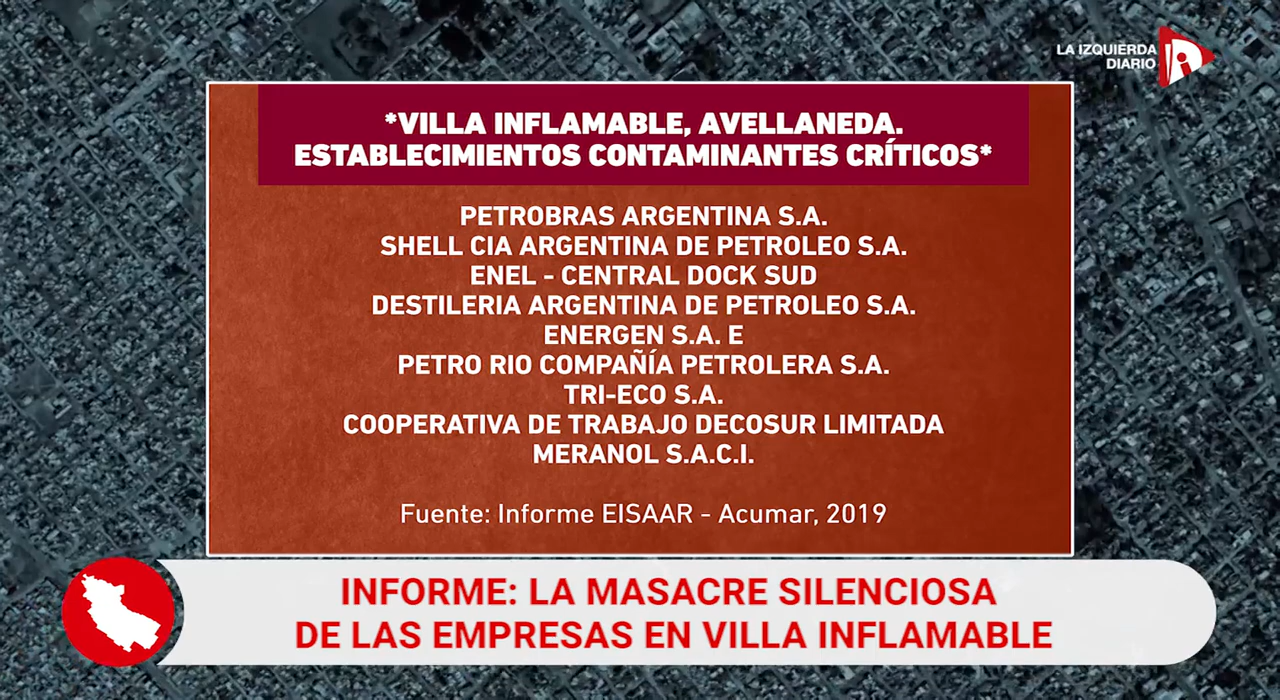 LA IZQUIERDA
DIARIO
*VILLA INFLAMABLE, AVELLANEDA.
ESTABLECIMIENTOS CONTAMINANTES CRÍTICOS*
PETROBRAS ARGENTINA S.A.
SHELL CIA ARGENTINA DE PETROLEO S.A.
ENEL - CENTRAL DOCK SUD
DESTILERIA ARGENTINA DE PETROLEO S.A.
ENERGEN S.A. E
PETRO RIO COMPAÑÍA PETROLERA S.A.
TRI-ECO S.A.
COOPERATIVA DE TRABAJO DECOSUR LIMITADA
MERANOL S.A.C.I.
Fuente: Informe EISAAR - Acumar, 2019
INFORME: LA MASACRE SILENCIOSA
DE LAS EMPRESAS EN VILLA INFLAMABLE